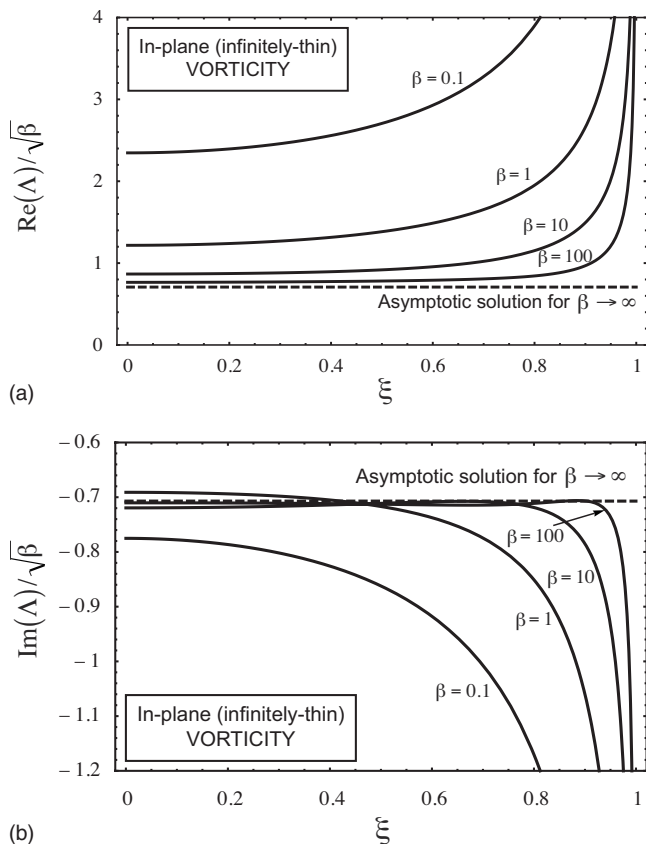 4
In-plane (infinitely-thin)
VORTICITY
β = 0.1
3
Re(Λ)/√β
2
β = 1
β = 10
β = 100
1
Asymptotic solution for β → ∞
0
0 0.2 0.4 0.6 0.8 1
(a)
ξ
− 0.6
Asymptotic solution for β → ∞
− 0.7
β = 100
− 0.8
β = 10
Im(Λ)/√β
− 0.9
β = 1
− 1
β = 0.1
In-plane (infinitely-thin)
VORTICITY
− 1.1
− 1.2
0 0.2 0.4 0.6 0.8 1
(b)
ξ